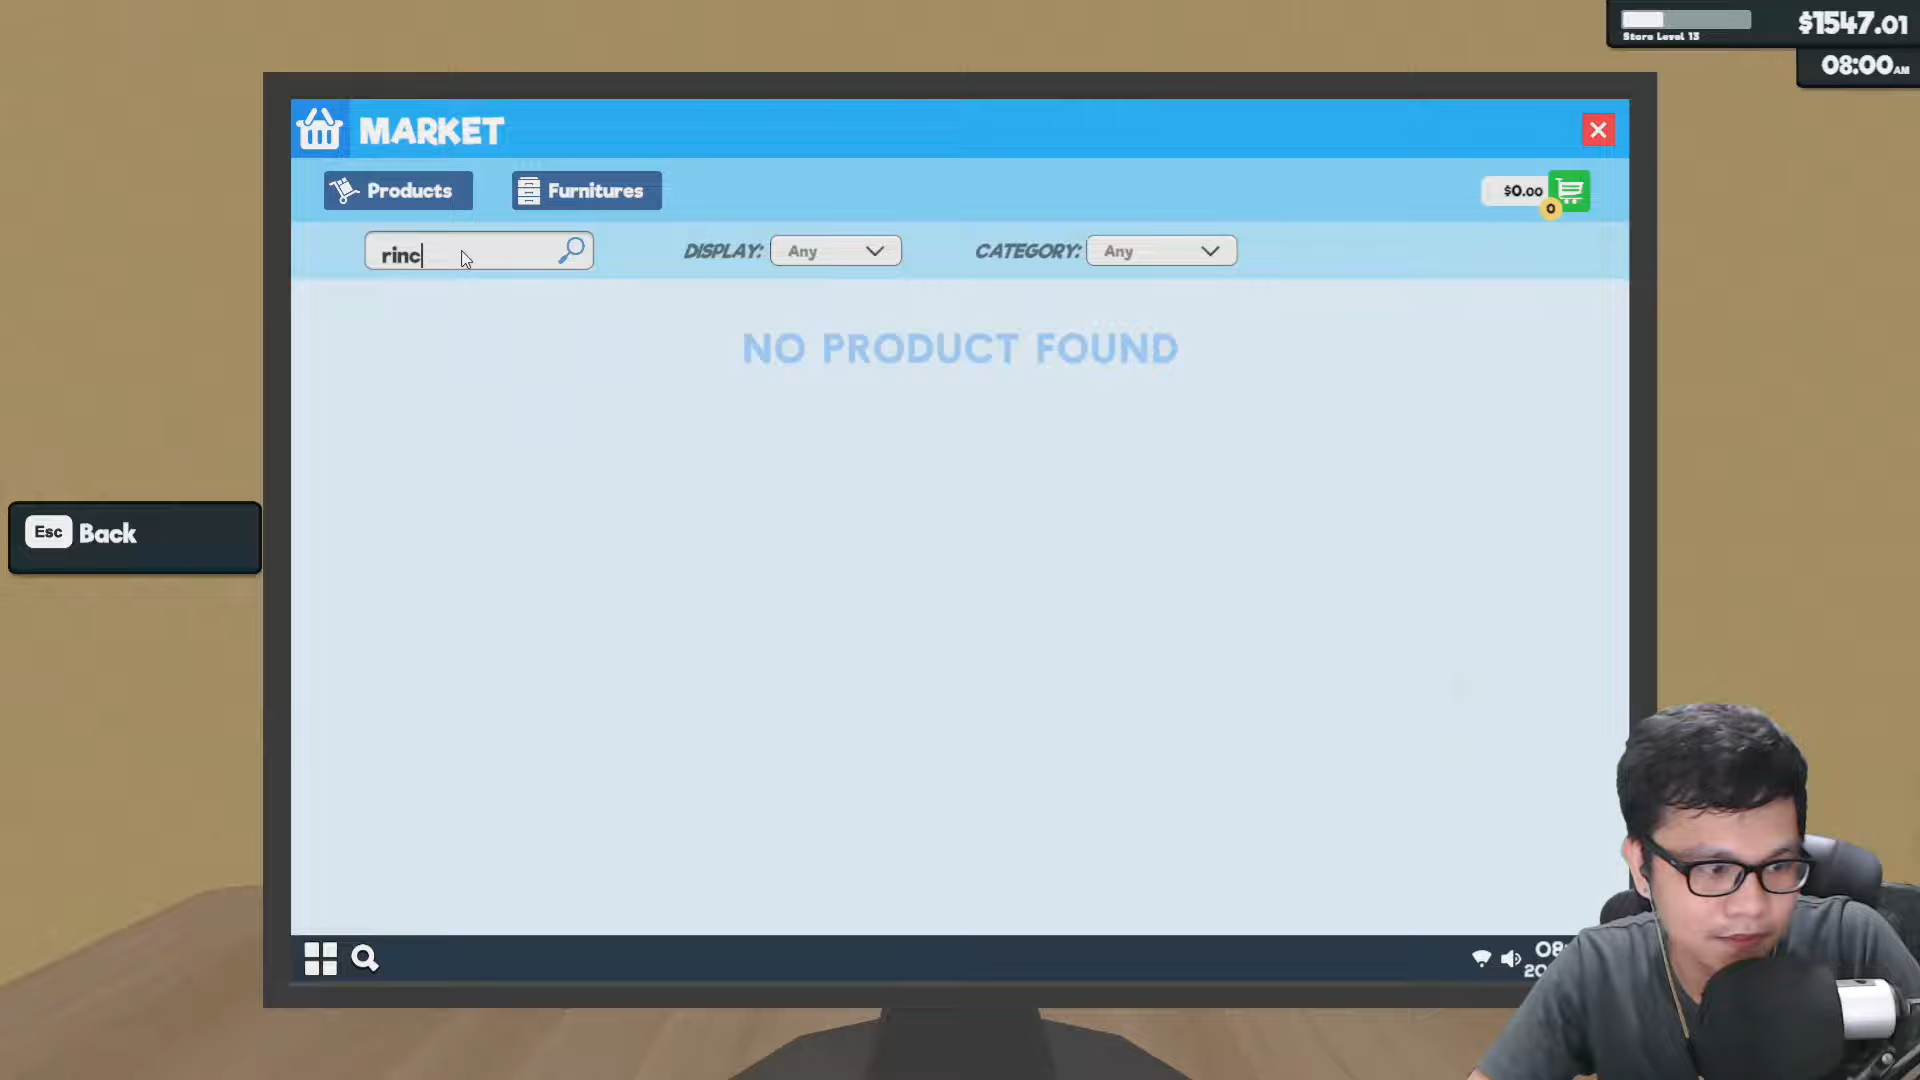 $1547.01
Store Level 13
08:00AM
MARKET
Products
Furnitures
$0.00
0
rinc
DISPLAY:
Any
CATEGORY:
Any
NO PRODUCT FOUND
Esc
Back